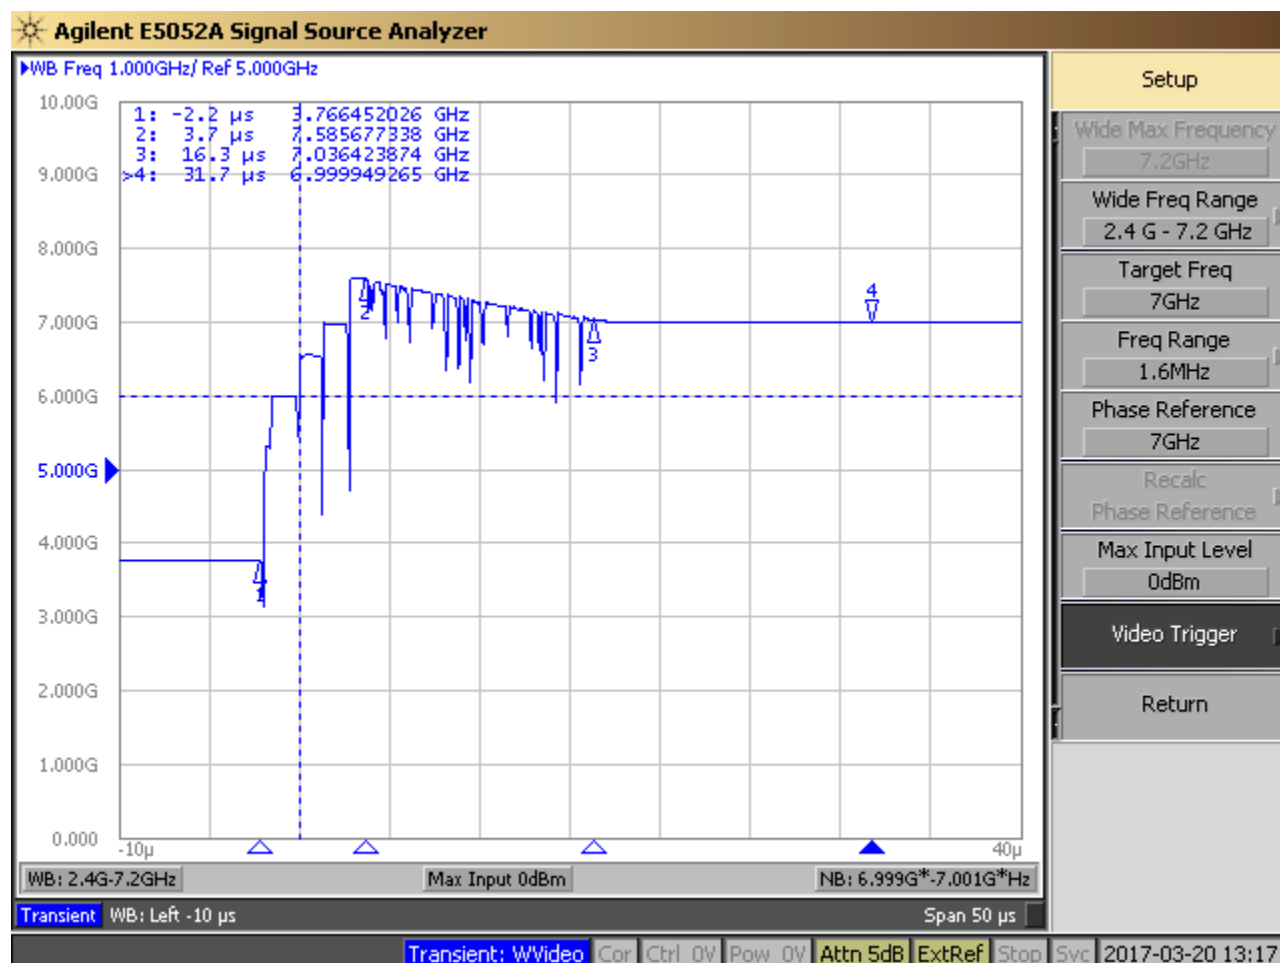 Agilent E5052A Signal Source Analyzer
WB Freq 1.000GHz/ Ref 5.000GHz
10.00G
9.000G
8.000G
7.000G
6.000G
5.000G
4.000G
3.000G
2.000G
1.000G
0.000
1: -2.2 µs 3.766452026 GHz
2: 3.7 µs 7.585677338 GHz
3: 16.3 µs 7.036423874 GHz
>4: 31.7 µs 6.999949265 GHz
1
2
3
4
-10µ
40µ
WB: 2.4G-7.2GHz
Max Input 0dBm
NB: 6.999G*-7.001G*Hz
Transient WB: Left -10 µs
Span 50 µs
Setup
Wide Max Frequency
7.2GHz
Wide Freq Range
2.4 G - 7.2 GHz
Target Freq
7GHz
Freq Range
1.6MHz
Phase Reference
7GHz
Recalc
Phase Reference
Max Input Level
0dBm
Video Trigger
Return
Transient: WVideo Cor Ctrl 0V Pow 0V Attn 5dB ExtRef Stop Svc 2017-03-20 13:17